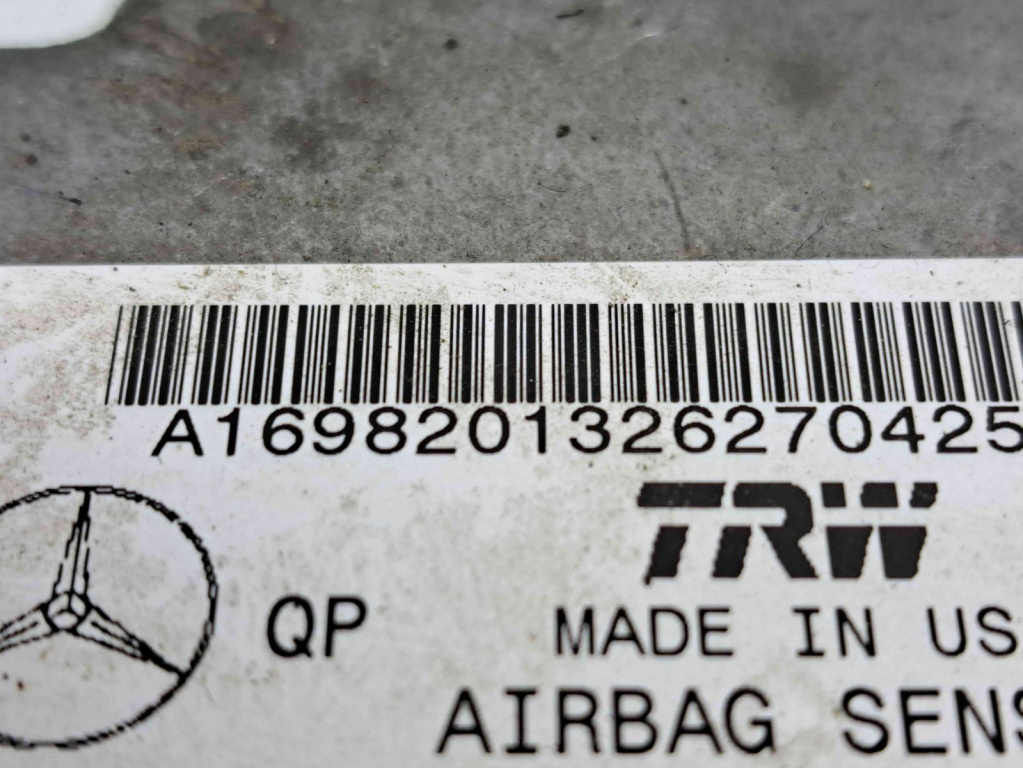 A1698201326270425
TRW
QP
MADE IN US
AIRBAG SENS